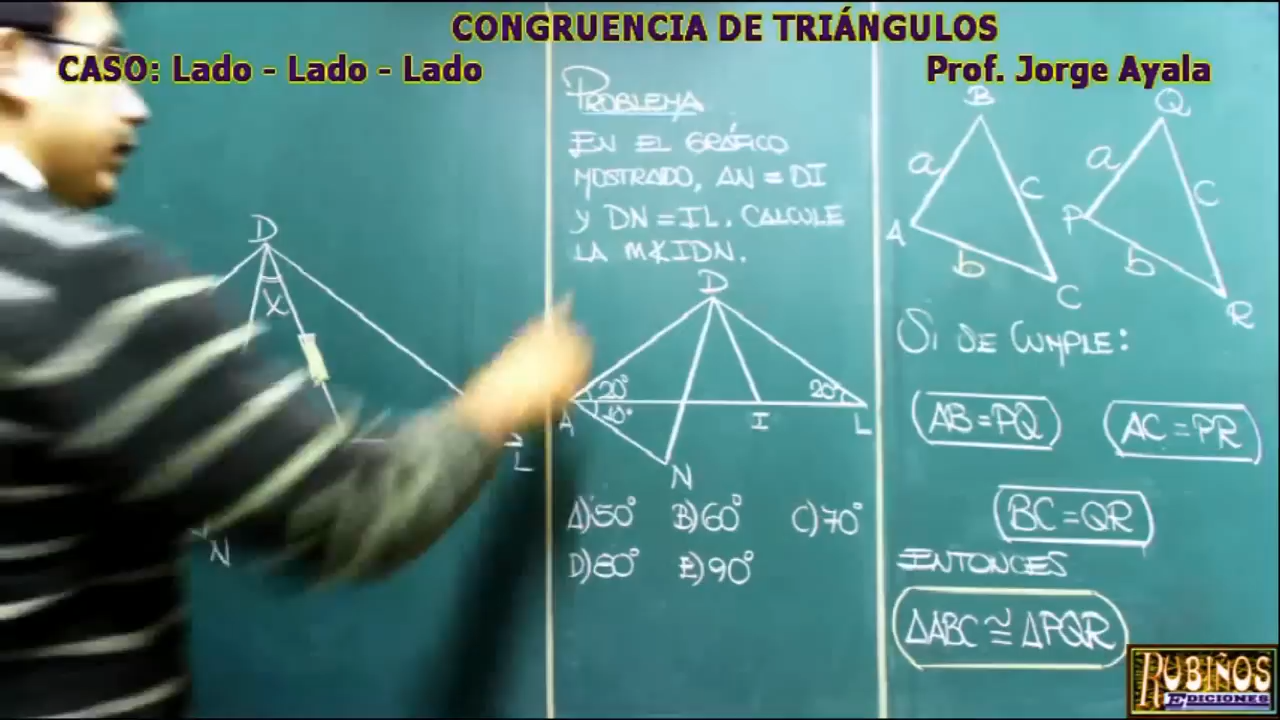 CONGRUENCIA DE TRIÁNGULOS
CASO: Lado - Lado - Lado
Prof. Jorge Ayala
D
X
L
N
PROBLEMA
EN EL GRÁFICO
MOSTRADO, AN = DI
Y DN = IL. CALCULE
LA M∡IDN.
D
20°
20°
10°
A
I
L
N
A) 50° B) 60° C) 70°
D) 80° E) 90°
B
Q
a
C
a
C
A
P
b
b
C
R
SI SE CUMPLE:
AB = PQ
AC = PR
BC = QR
ENTONCES
△ABC ≅ △PQR
RUBIÑOS
EDICIONES